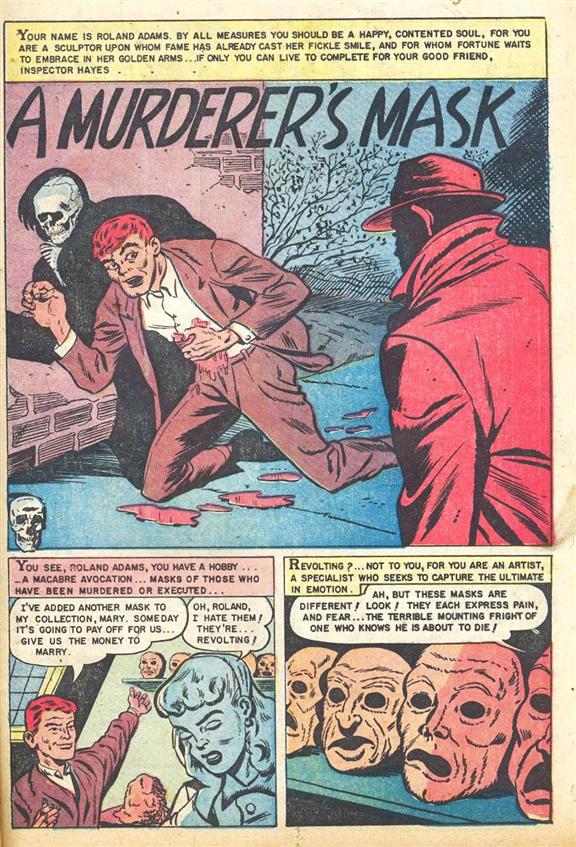 YOUR NAME IS ROLAND ADAMS. BY ALL MEASURES YOU SHOULD BE A HAPPY, CONTENTED SOUL, FOR YOU
ARE A SCULPTOR UPON WHOM FAME HAS ALREADY CAST HER FICKLE SMILE, AND FOR WHOM FORTUNE WAITS
TO EMBRACE IN HER GOLDEN ARMS...IF ONLY YOU CAN LIVE TO COMPLETE FOR YOUR GOOD FRIEND,
INSPECTOR HAYES .
A MURDERER'S MASK
YOU SEE, ROLAND ADAMS, YOU HAVE A HOBBY . . .
. . .A MACABRE AVOCATION... MASKS OF THOSE WHO
HAVE BEEN MURDERED OR EXECUTED . . .
I'VE ADDED ANOTHER MASK TO
MY COLLECTION, MARY. SOMEDAY
IT'S GOING TO PAY OFF FOR US...
GIVE US THE MONEY TO
MARRY.
OH, ROLAND,
I HATE THEM!
THEY'RE...
REVOLTING!
REVOLTING?...NOT TO YOU, FOR YOU ARE AN ARTIST,
A SPECIALIST WHO SEEKS TO CAPTURE THE ULTIMATE
IN EMOTION.
AH, BUT THESE MASKS ARE
DIFFERENT! LOOK! THEY EACH EXPRESS PAIN,
AND FEAR...THE TERRIBLE MOUNTING FRIGHT OF
ONE WHO KNOWS HE IS ABOUT TO DIE!